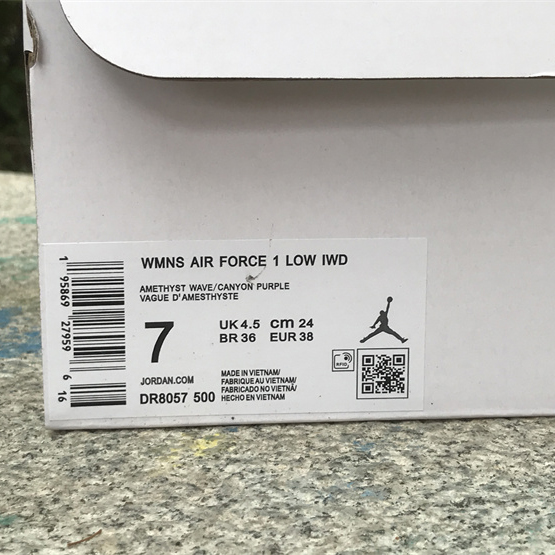 WMNS AIR FORCE 1 LOW IWD
AMETHYST WAVE/CANYON PURPLE
VAGUE D'AMESTHYSTE
7
UK 4.5 cm 24
BR 36 EUR 38
JORDAN.COM
DR8057 500
MADE IN VIETNAM/
FABRIQUE AU VIETNAM/
FABRICADO NO VIETNÃ/
HECHO EN VIETNAM
RFID
1 95869 27959 6 16